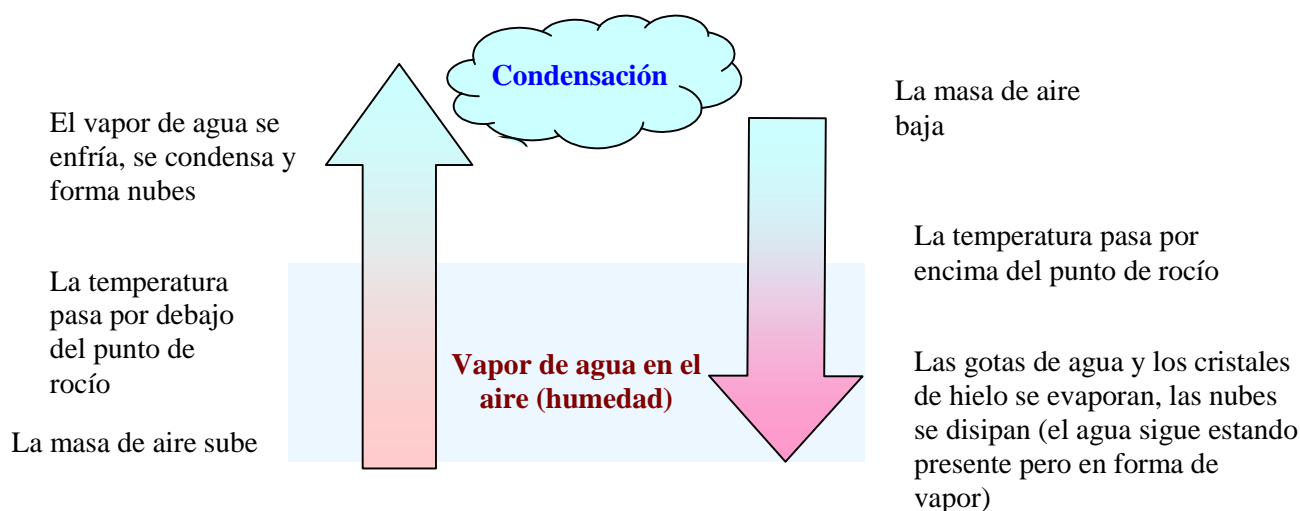 Condensación
El vapor de agua se
enfría, se condensa y
forma nubes
La temperatura
pasa por debajo
del punto de
rocío
La masa de aire sube
Vapor de agua en el
aire (humedad)
La masa de aire
baja
La temperatura pasa por
encima del punto de rocío
Las gotas de agua y los cristales
de hielo se evaporan, las nubes
se disipan (el agua sigue estando
presente pero en forma de
vapor)